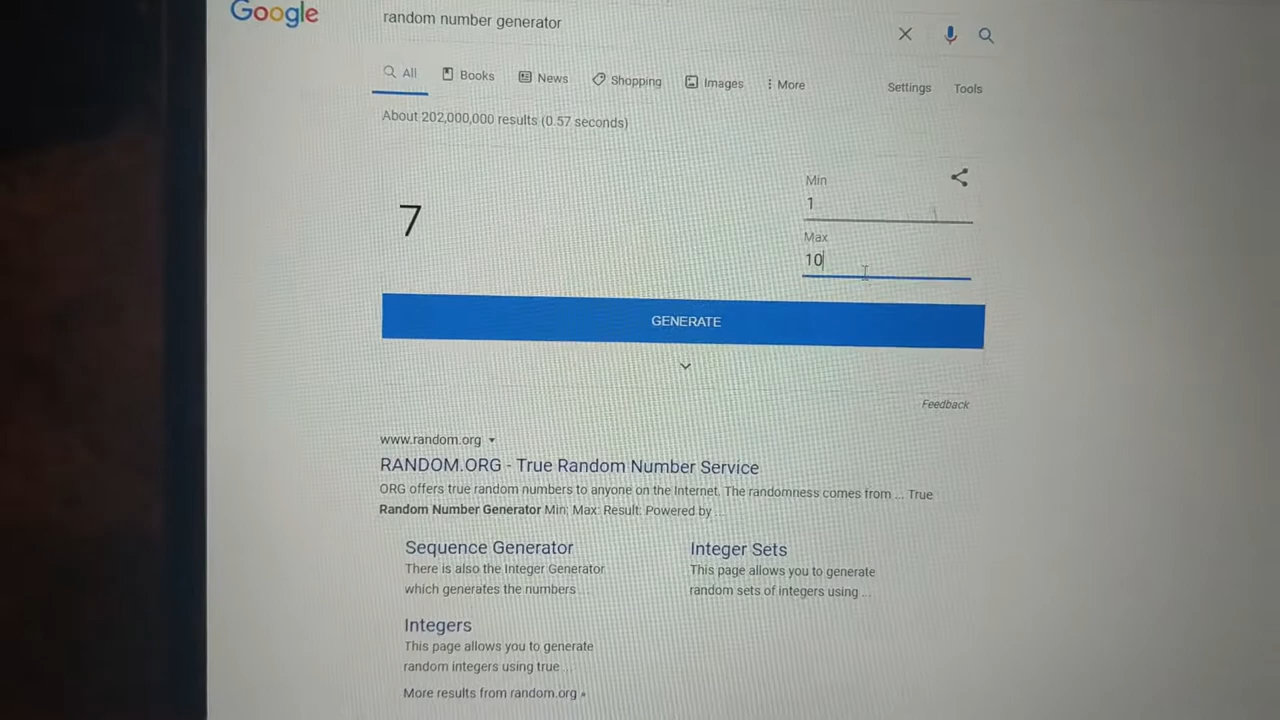 Google
random number generator
All Books News Shopping Images More Settings Tools
About 202,000,000 results (0.57 seconds)
Min
1
7
Max
10
GENERATE
Feedback
www.random.org
RANDOM.ORG - True Random Number Service
ORG offers true random numbers to anyone on the Internet. The randomness comes from ... True
Random Number Generator Min; Max: Result: Powered by ...
Sequence Generator
There is also the Integer Generator
which generates the numbers ...
Integer Sets
This page allows you to generate
random sets of integers using ...
Integers
This page allows you to generate
random integers using true ...
More results from random.org »